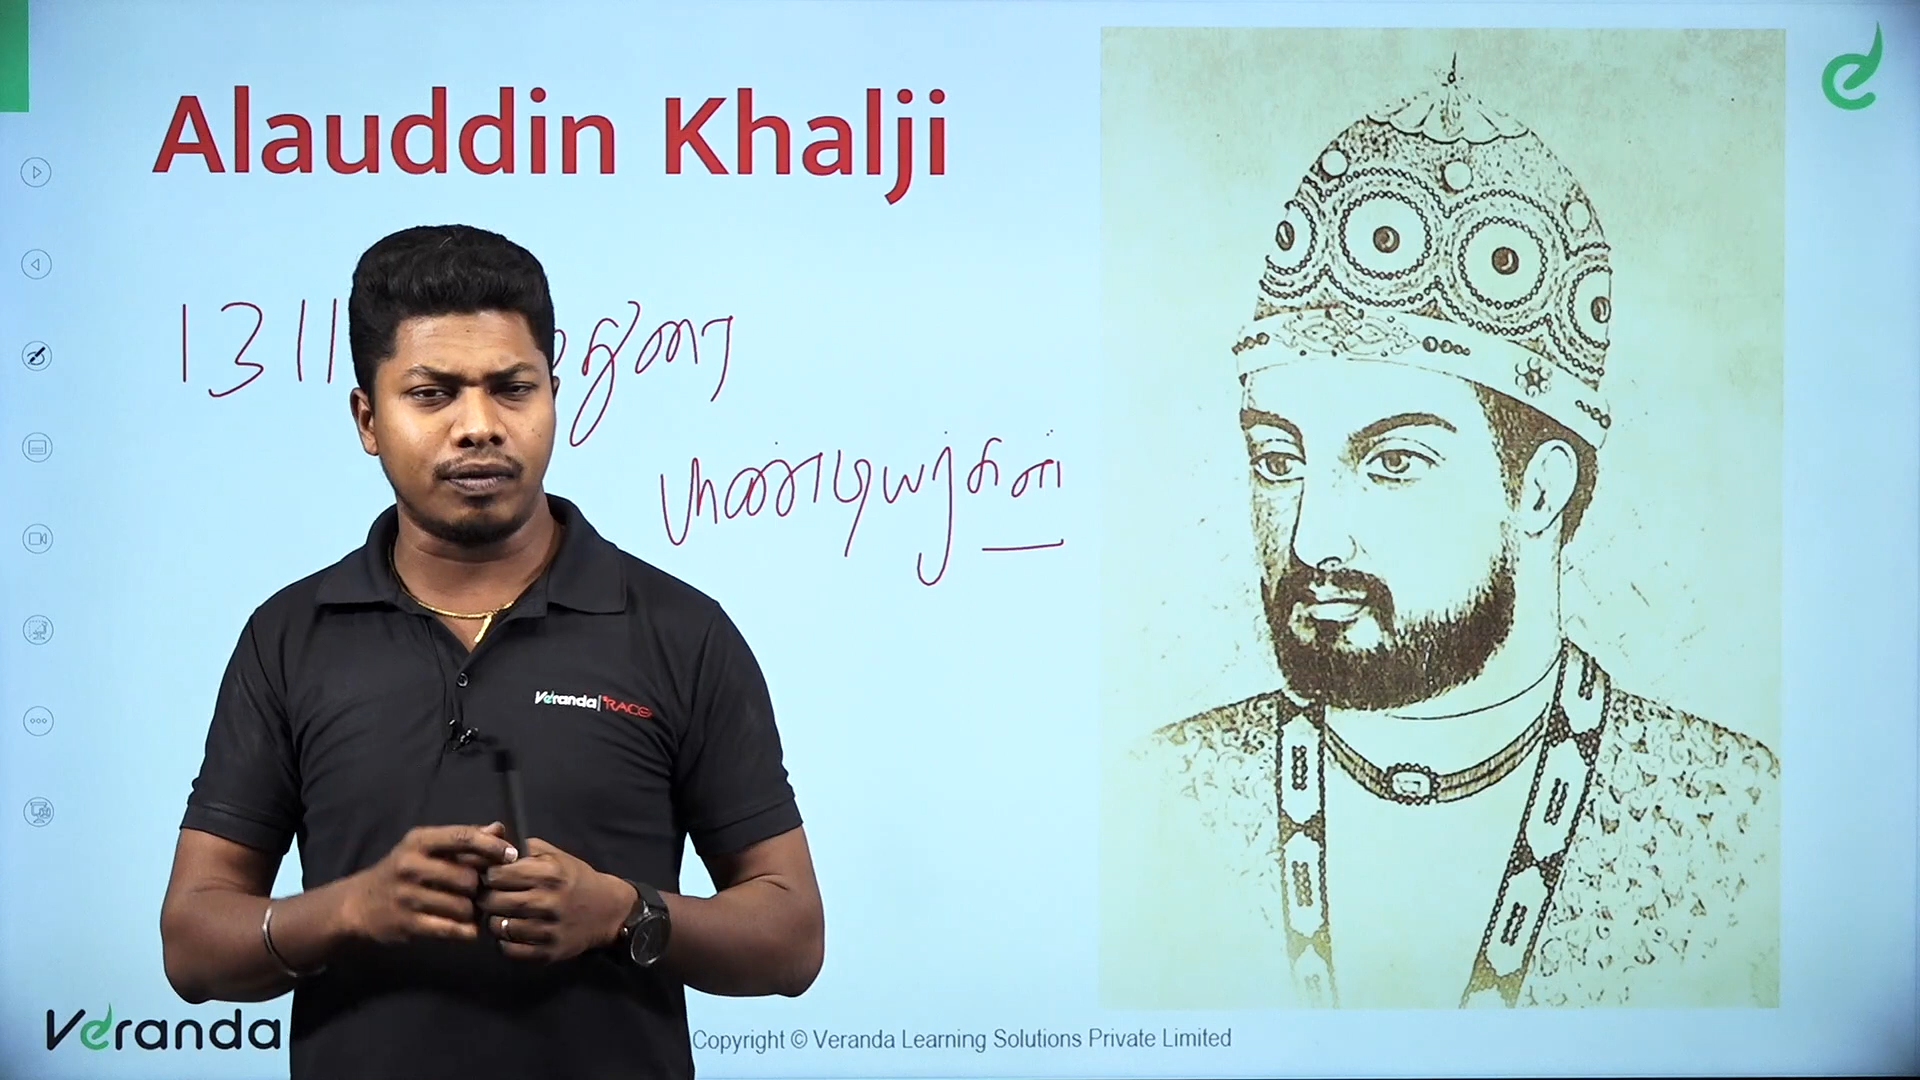 Alauddin Khalji
1311 துரை
பாண்டியர்கள்
Veranda RACE
Veranda
Copyright © Veranda Learning Solutions Private Limited